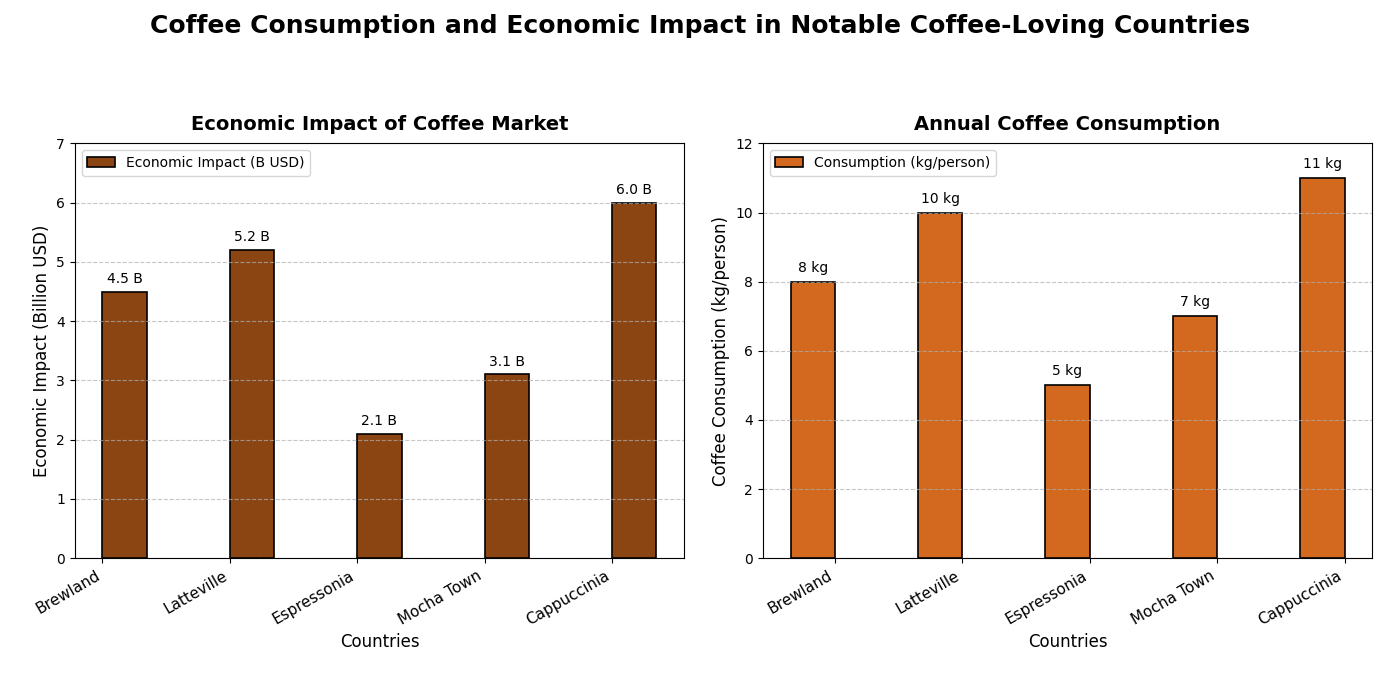 Coffee Consumption and Economic Impact in Notable Coffee-Loving Countries
Economic Impact of Coffee Market
Economic Impact (B USD)
Economic Impact (Billion USD)
7
6
5
4
3
2
1
0
4.5 B
5.2 B
2.1 B
3.1 B
6.0 B
Brewland
Latteville
Espressonia
Mocha Town
Cappuccinia
Countries
Annual Coffee Consumption
Consumption (kg/person)
Coffee Consumption (kg/person)
12
10
8
6
4
2
0
8 kg
10 kg
5 kg
7 kg
11 kg
Brewland
Latteville
Espressonia
Mocha Town
Cappuccinia
Countries